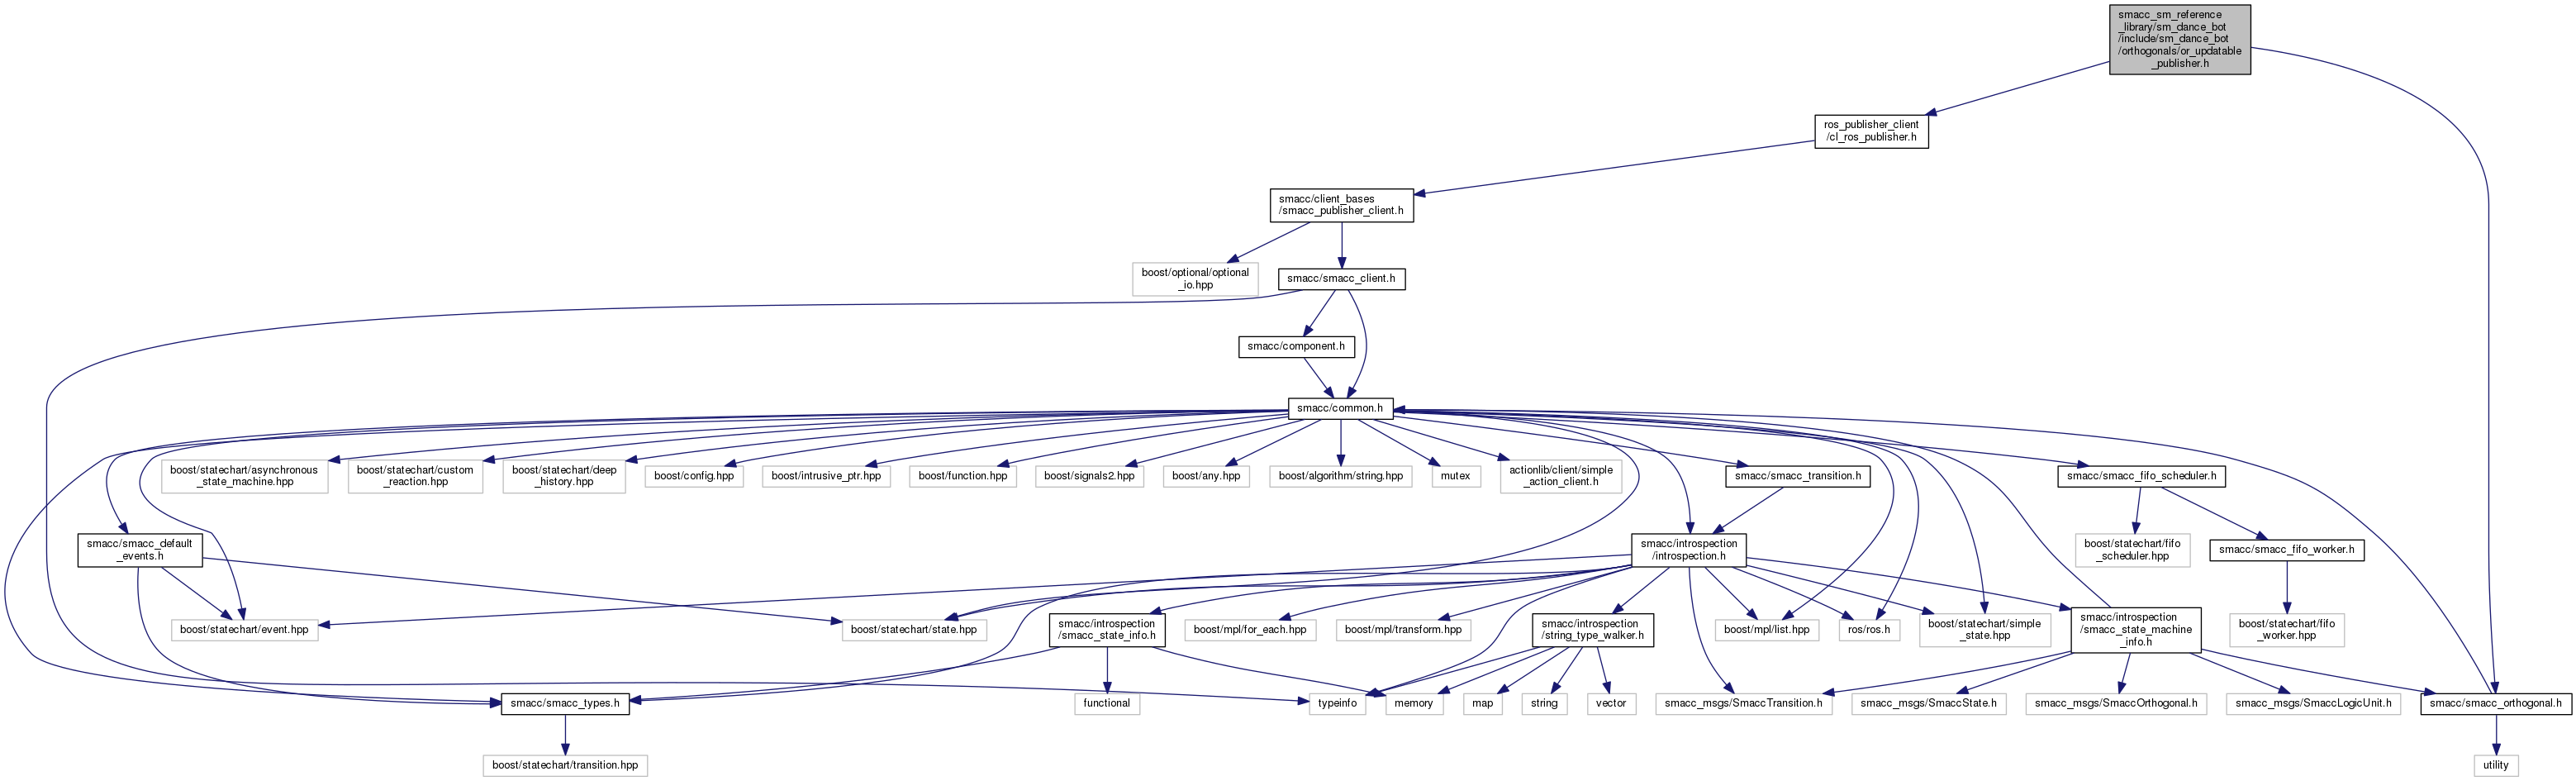 smacc_sm_reference
_library/sm_dance_bot
/include/sm_dance_bot
/orthogonals/or_updatable
_publisher.h
ros_publisher_client
/cl_ros_publisher.h
smacc/client_bases
/smacc_publisher_client.h
boost/optional/optional
_io.hpp
smacc/smacc_client.h
smacc/component.h
smacc/common.h
boost/statechart/asynchronous
_state_machine.hpp
boost/statechart/custom
_reaction.hpp
boost/statechart/deep
_history.hpp
boost/config.hpp
boost/intrusive_ptr.hpp
boost/function.hpp
boost/signals2.hpp
boost/any.hpp
boost/algorithm/string.hpp
mutex
actionlib/client/simple
_action_client.h
smacc/smacc_transition.h
smacc/smacc_fifo_scheduler.h
smacc/smacc_default
_events.h
smacc/introspection
/introspection.h
boost/statechart/fifo
_scheduler.hpp
smacc/smacc_fifo_worker.h
boost/statechart/event.hpp
boost/statechart/state.hpp
smacc/introspection
/smacc_state_info.h
boost/mpl/for_each.hpp
boost/mpl/transform.hpp
smacc/introspection
/string_type_walker.h
boost/mpl/list.hpp
ros/ros.h
boost/statechart/simple
_state.hpp
smacc/introspection
/smacc_state_machine
_info.h
boost/statechart/fifo
_worker.hpp
smacc/smacc_types.h
typeinfo
functional
memory
map
string
vector
smacc_msgs/SmaccTransition.h
smacc_msgs/SmaccState.h
smacc_msgs/SmaccOrthogonal.h
smacc_msgs/SmaccLogicUnit.h
smacc/smacc_orthogonal.h
boost/statechart/transition.hpp
utility